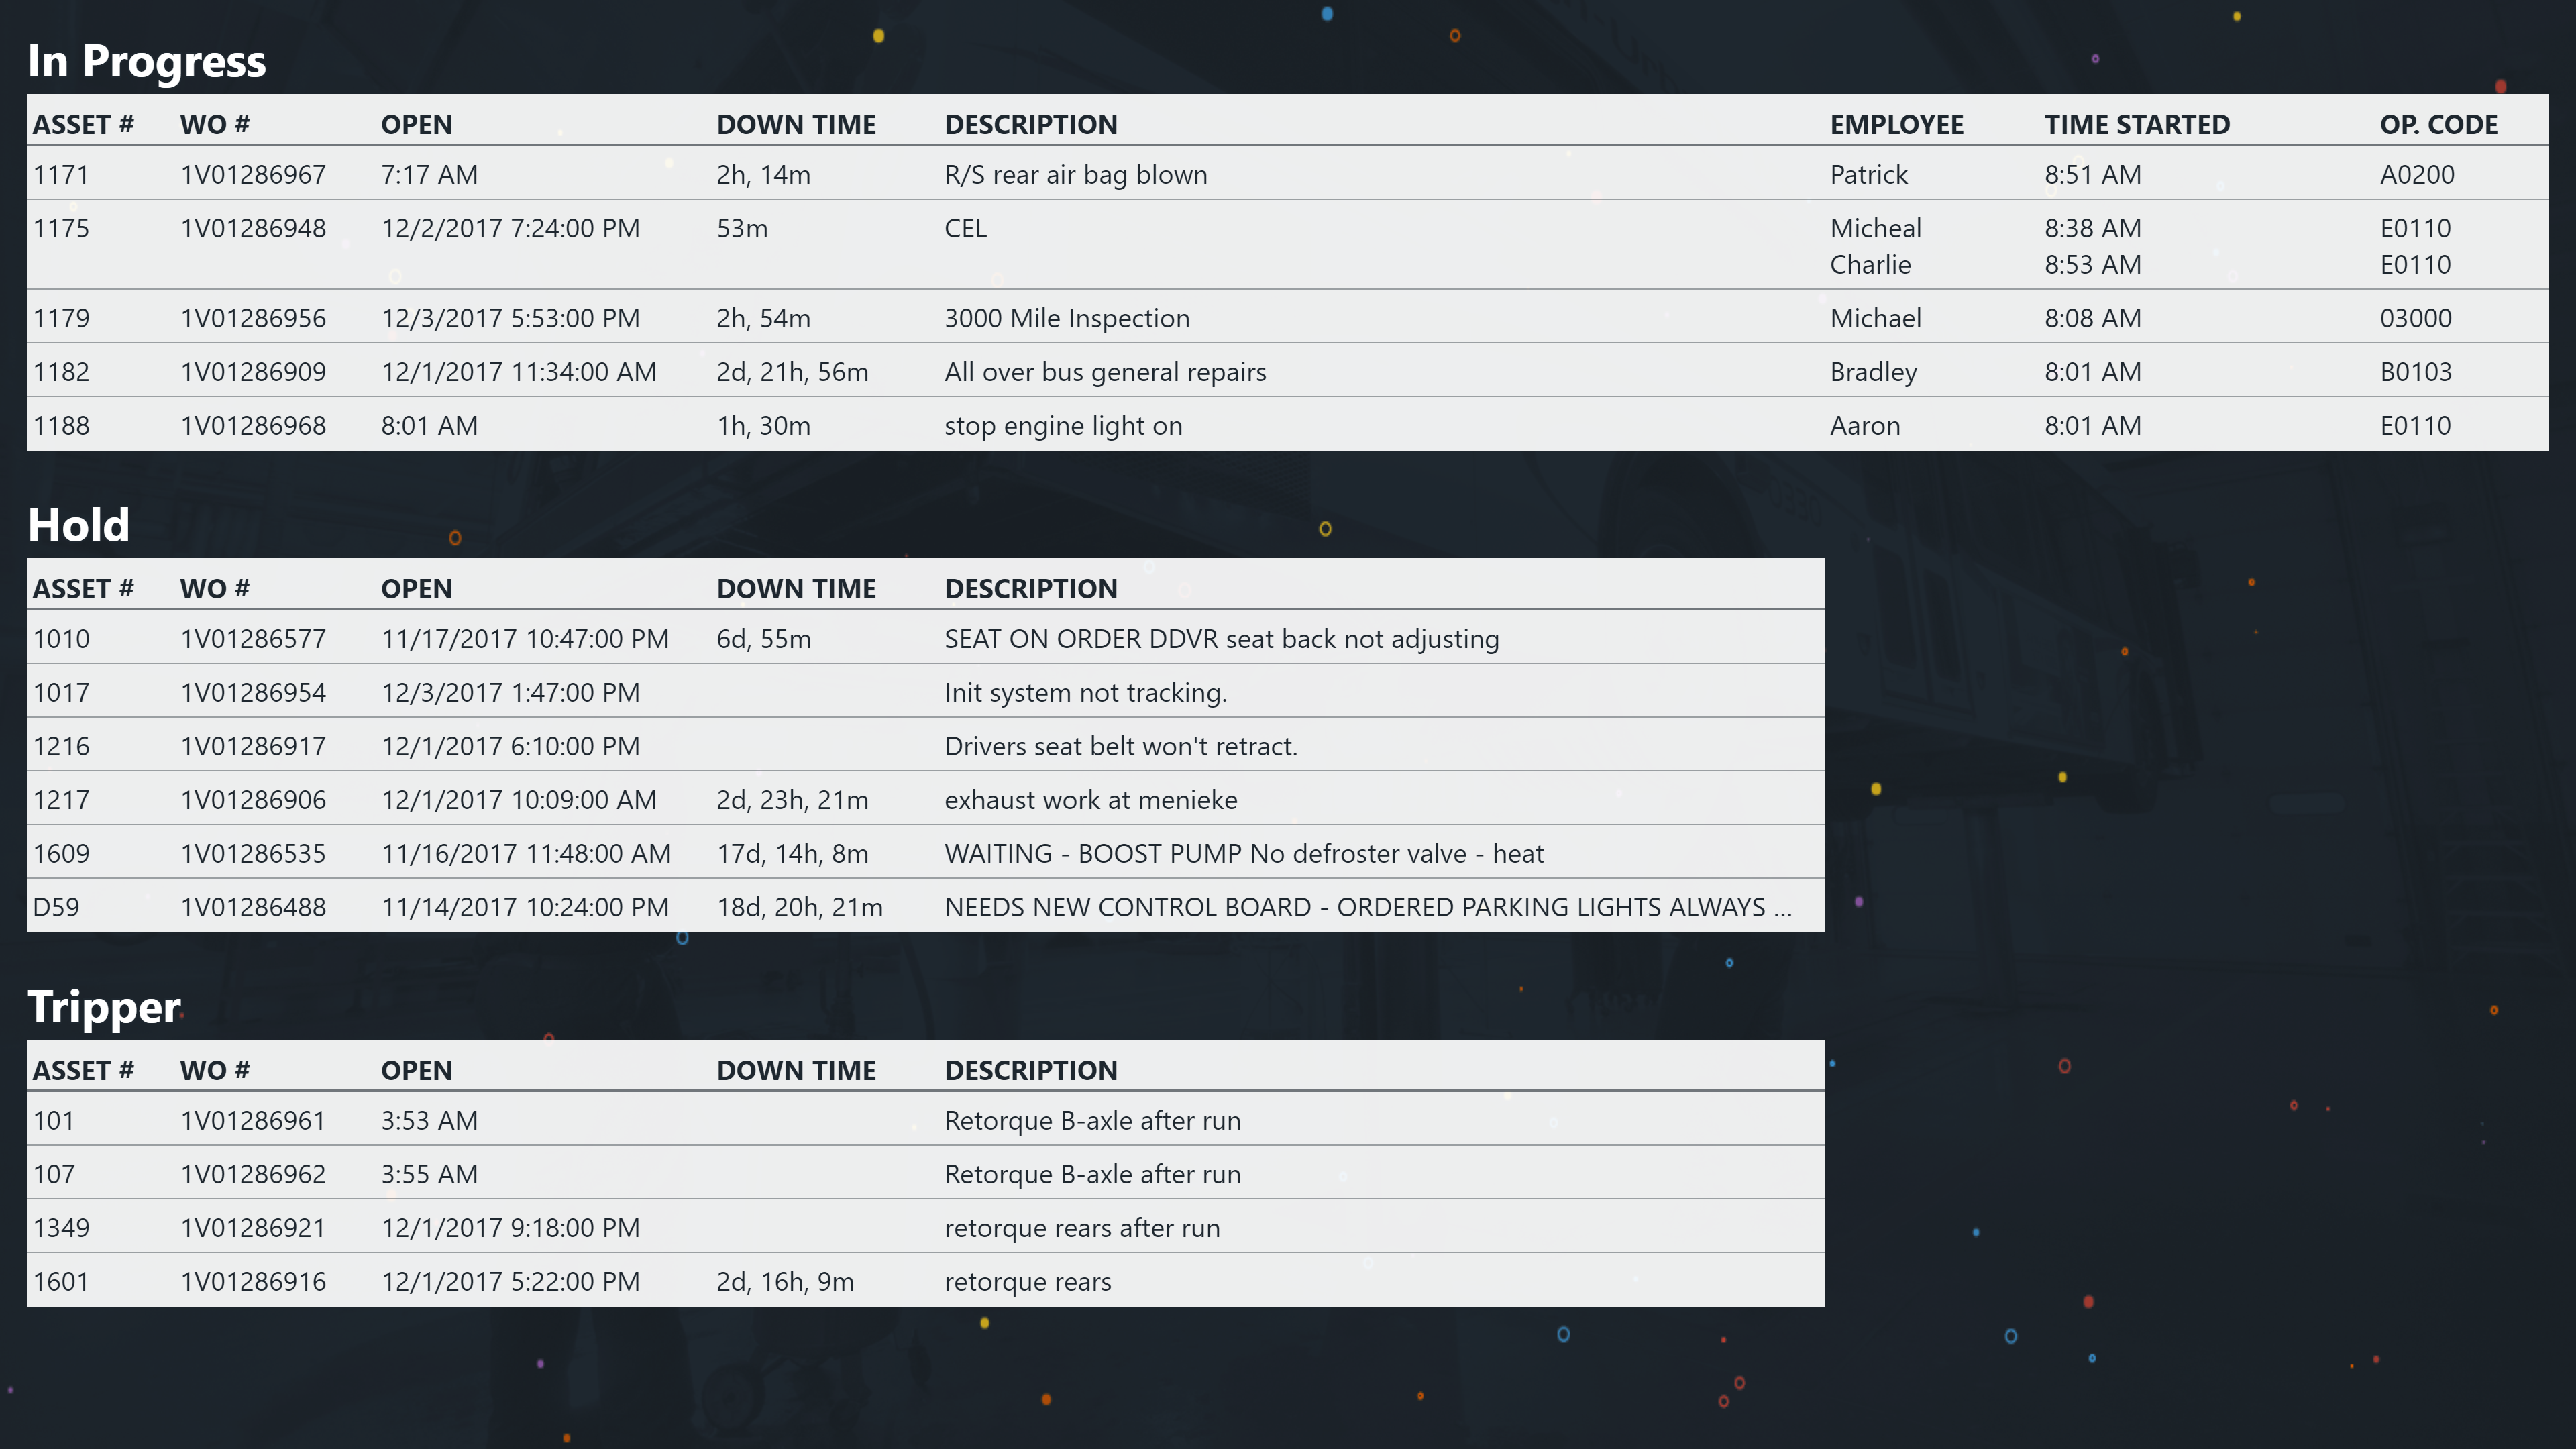 In Progress
ASSET # WO # OPEN DOWN TIME DESCRIPTION EMPLOYEE TIME STARTED OP. CODE
1171 1V01286967 7:17 AM 2h, 14m R/S rear air bag blown Patrick 8:51 AM A0200
1175 1V01286948 12/2/2017 7:24:00 PM 53m CEL Micheal 8:38 AM E0110
Charlie 8:53 AM E0110
1179 1V01286956 12/3/2017 5:53:00 PM 2h, 54m 3000 Mile Inspection Michael 8:08 AM 03000
1182 1V01286909 12/1/2017 11:34:00 AM 2d, 21h, 56m All over bus general repairs Bradley 8:01 AM B0103
1188 1V01286968 8:01 AM 1h, 30m stop engine light on Aaron 8:01 AM E0110
Hold
ASSET # WO # OPEN DOWN TIME DESCRIPTION
1010 1V01286577 11/17/2017 10:47:00 PM 6d, 55m SEAT ON ORDER DDVR seat back not adjusting
1017 1V01286954 12/3/2017 1:47:00 PM Init system not tracking.
1216 1V01286917 12/1/2017 6:10:00 PM Drivers seat belt won't retract.
1217 1V01286906 12/1/2017 10:09:00 AM 2d, 23h, 21m exhaust work at menieke
1609 1V01286535 11/16/2017 11:48:00 AM 17d, 14h, 8m WAITING - BOOST PUMP No defroster valve - heat
D59 1V01286488 11/14/2017 10:24:00 PM 18d, 20h, 21m NEEDS NEW CONTROL BOARD - ORDERED PARKING LIGHTS ALWAYS ...
Tripper
ASSET # WO # OPEN DOWN TIME DESCRIPTION
101 1V01286961 3:53 AM Retorque B-axle after run
107 1V01286962 3:55 AM Retorque B-axle after run
1349 1V01286921 12/1/2017 9:18:00 PM retorque rears after run
1601 1V01286916 12/1/2017 5:22:00 PM 2d, 16h, 9m retorque rears